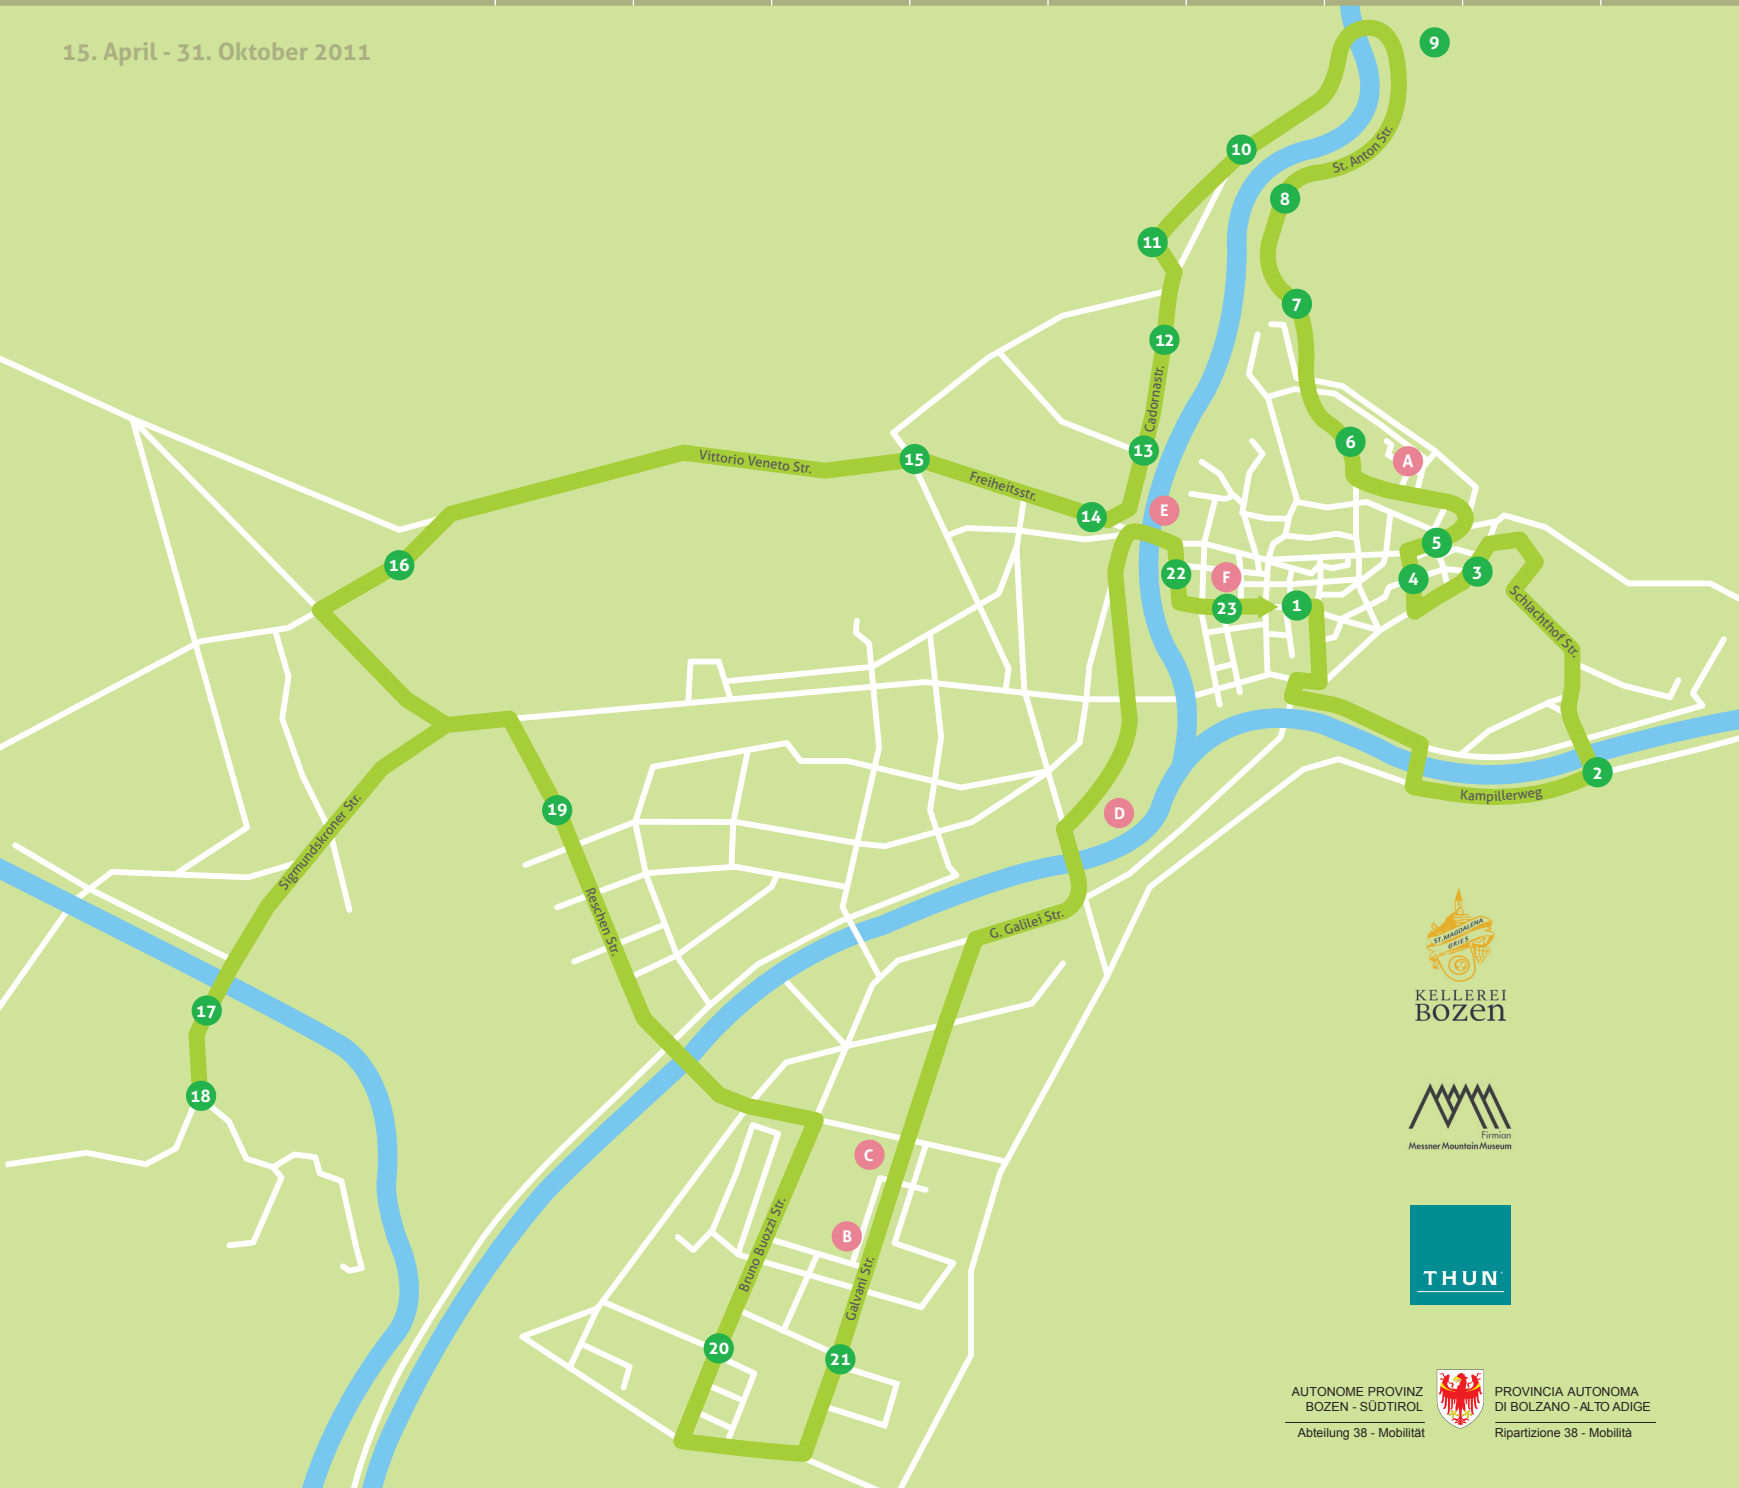 15. April - 31. Oktober 2011
9
10
St. Anton Str.
8
11
7
12
Cadornastr.
6
13
A
15
Vittorio Veneto Str.
Freiheitsstr.
14
E
5
16
22
F
4
3
23
1
Schlachthof Str.
2
Kampillerweg
19
D
Sigmundskroner Str.
Reschen Str.
G. Galilei Str.
ST. MAGDALENA
GRIES
KELLEREI
BOZEN
17
18
Firmian
Messner Mountain Museum
C
Bruno Buozzi Str.
B
Galvani Str.
THUN
20
21
AUTONOME PROVINZ
BOZEN - SÜDTIROL
Abteilung 38 - Mobilität
PROVINCIA AUTONOMA
DI BOLZANO - ALTO ADIGE
Ripartizione 38 - Mobilità